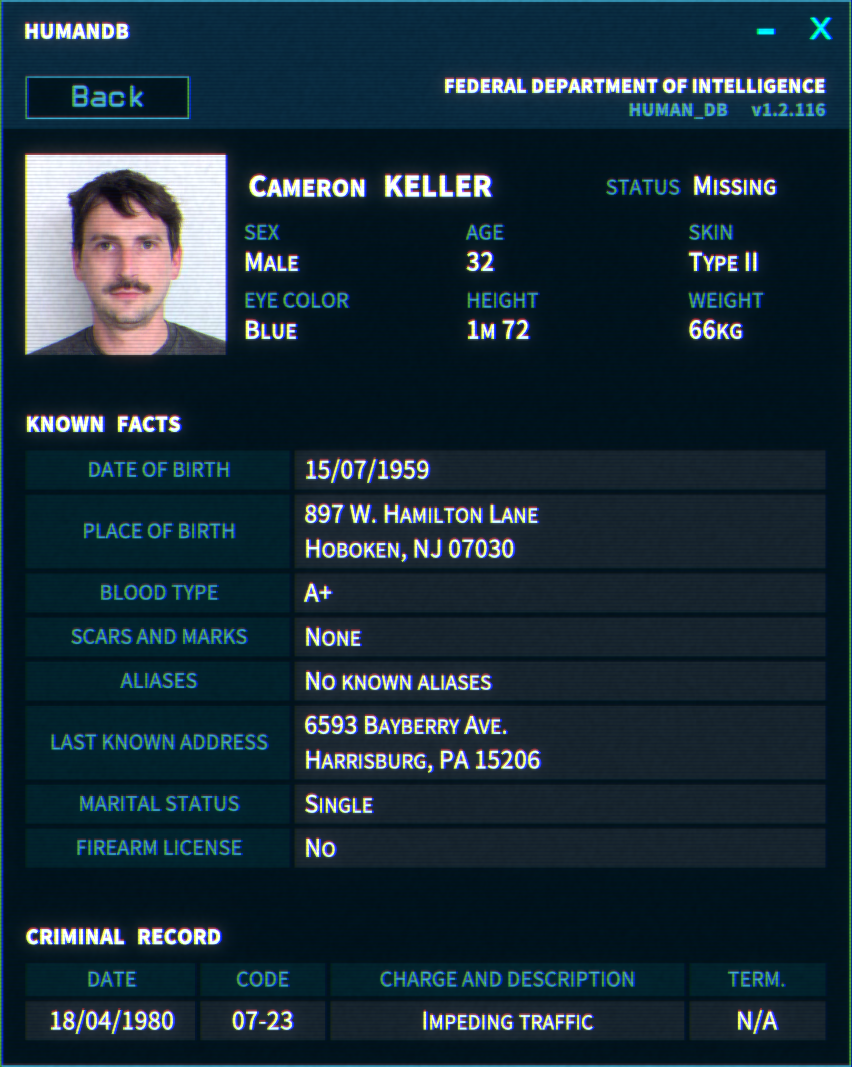 HUMANDB
– X
Back
FEDERAL DEPARTMENT OF INTELLIGENCE
HUMAN_DB v1.2.116
CAMERON KELLER
STATUS MISSING
SEX AGE SKIN
MALE 32 TYPE II
EYE COLOR HEIGHT WEIGHT
BLUE 1M 72 66KG
KNOWN FACTS
DATE OF BIRTH 15/07/1959
PLACE OF BIRTH 897 W. HAMILTON LANE
HOBOKEN, NJ 07030
BLOOD TYPE A+
SCARS AND MARKS NONE
ALIASES NO KNOWN ALIASES
LAST KNOWN ADDRESS 6593 BAYBERRY AVE.
HARRISBURG, PA 15206
MARITAL STATUS SINGLE
FIREARM LICENSE NO
CRIMINAL RECORD
DATE CODE CHARGE AND DESCRIPTION TERM.
18/04/1980 07-23 IMPEDING TRAFFIC N/A